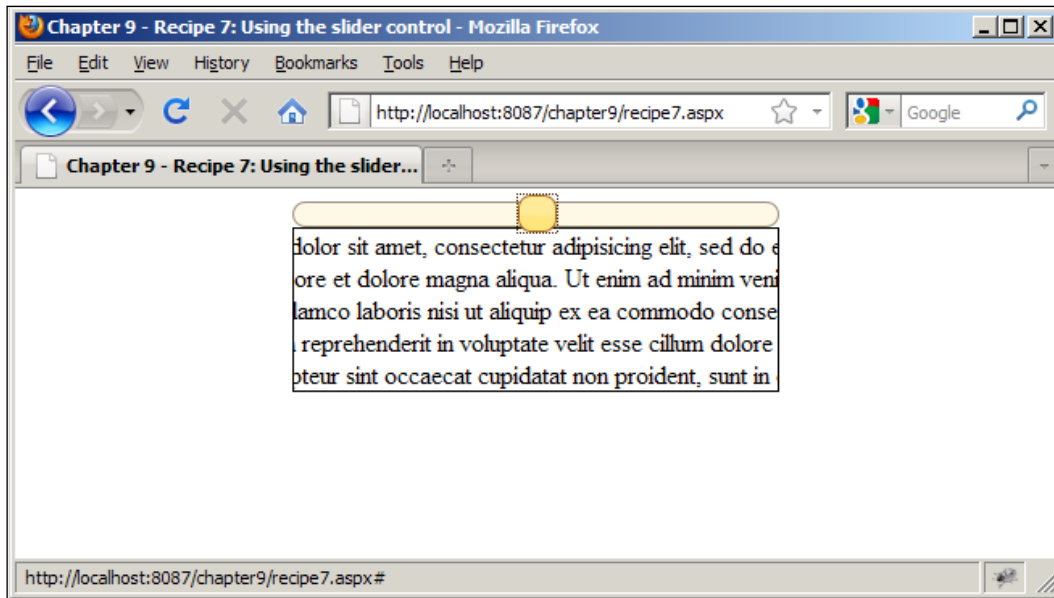 Chapter 9 - Recipe 7: Using the slider control - Mozilla Firefox
File Edit View History Bookmarks Tools Help
http://localhost:8087/chapter9/recipe7.aspx Google
Chapter 9 - Recipe 7: Using the slider...
dolor sit amet, consectetur adipisicing elit, sed do e
ore et dolore magna aliqua. Ut enim ad minim veni
lamco laboris nisi ut aliquip ex ea commodo conse
reprehenderit in voluptate velit esse cillum dolore
pteur sint occaecat cupidatat non proident, sunt in
http://localhost:8087/chapter9/recipe7.aspx#